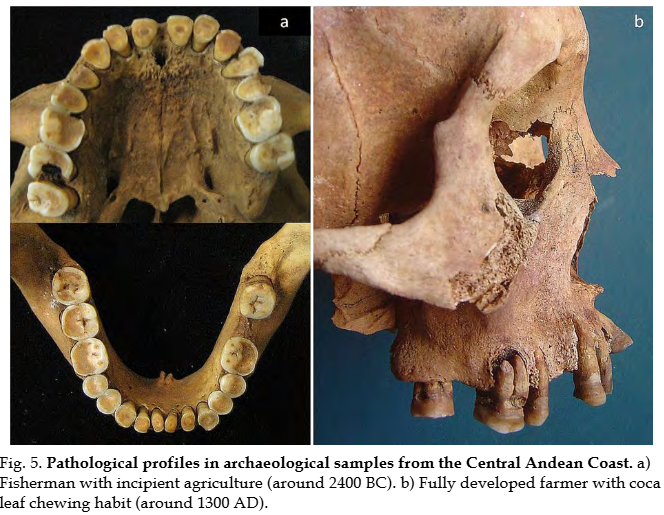 a
b
Fig. 5. Pathological profiles in archaeological samples from the Central Andean Coast. a)
Fisherman with incipient agriculture (around 2400 BC). b) Fully developed farmer with coca
leaf chewing habit (around 1300 AD).